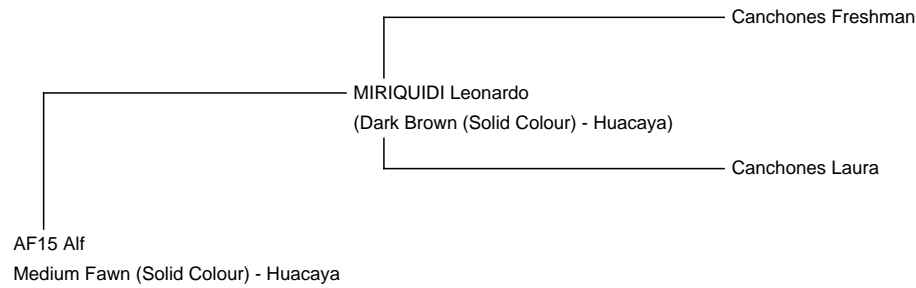 Canchones Freshman
MIRIQUIDI Leonardo
(Dark Brown (Solid Colour) - Huacaya)
Canchones Laura
AF15 Alf
Medium Fawn (Solid Colour) - Huacaya